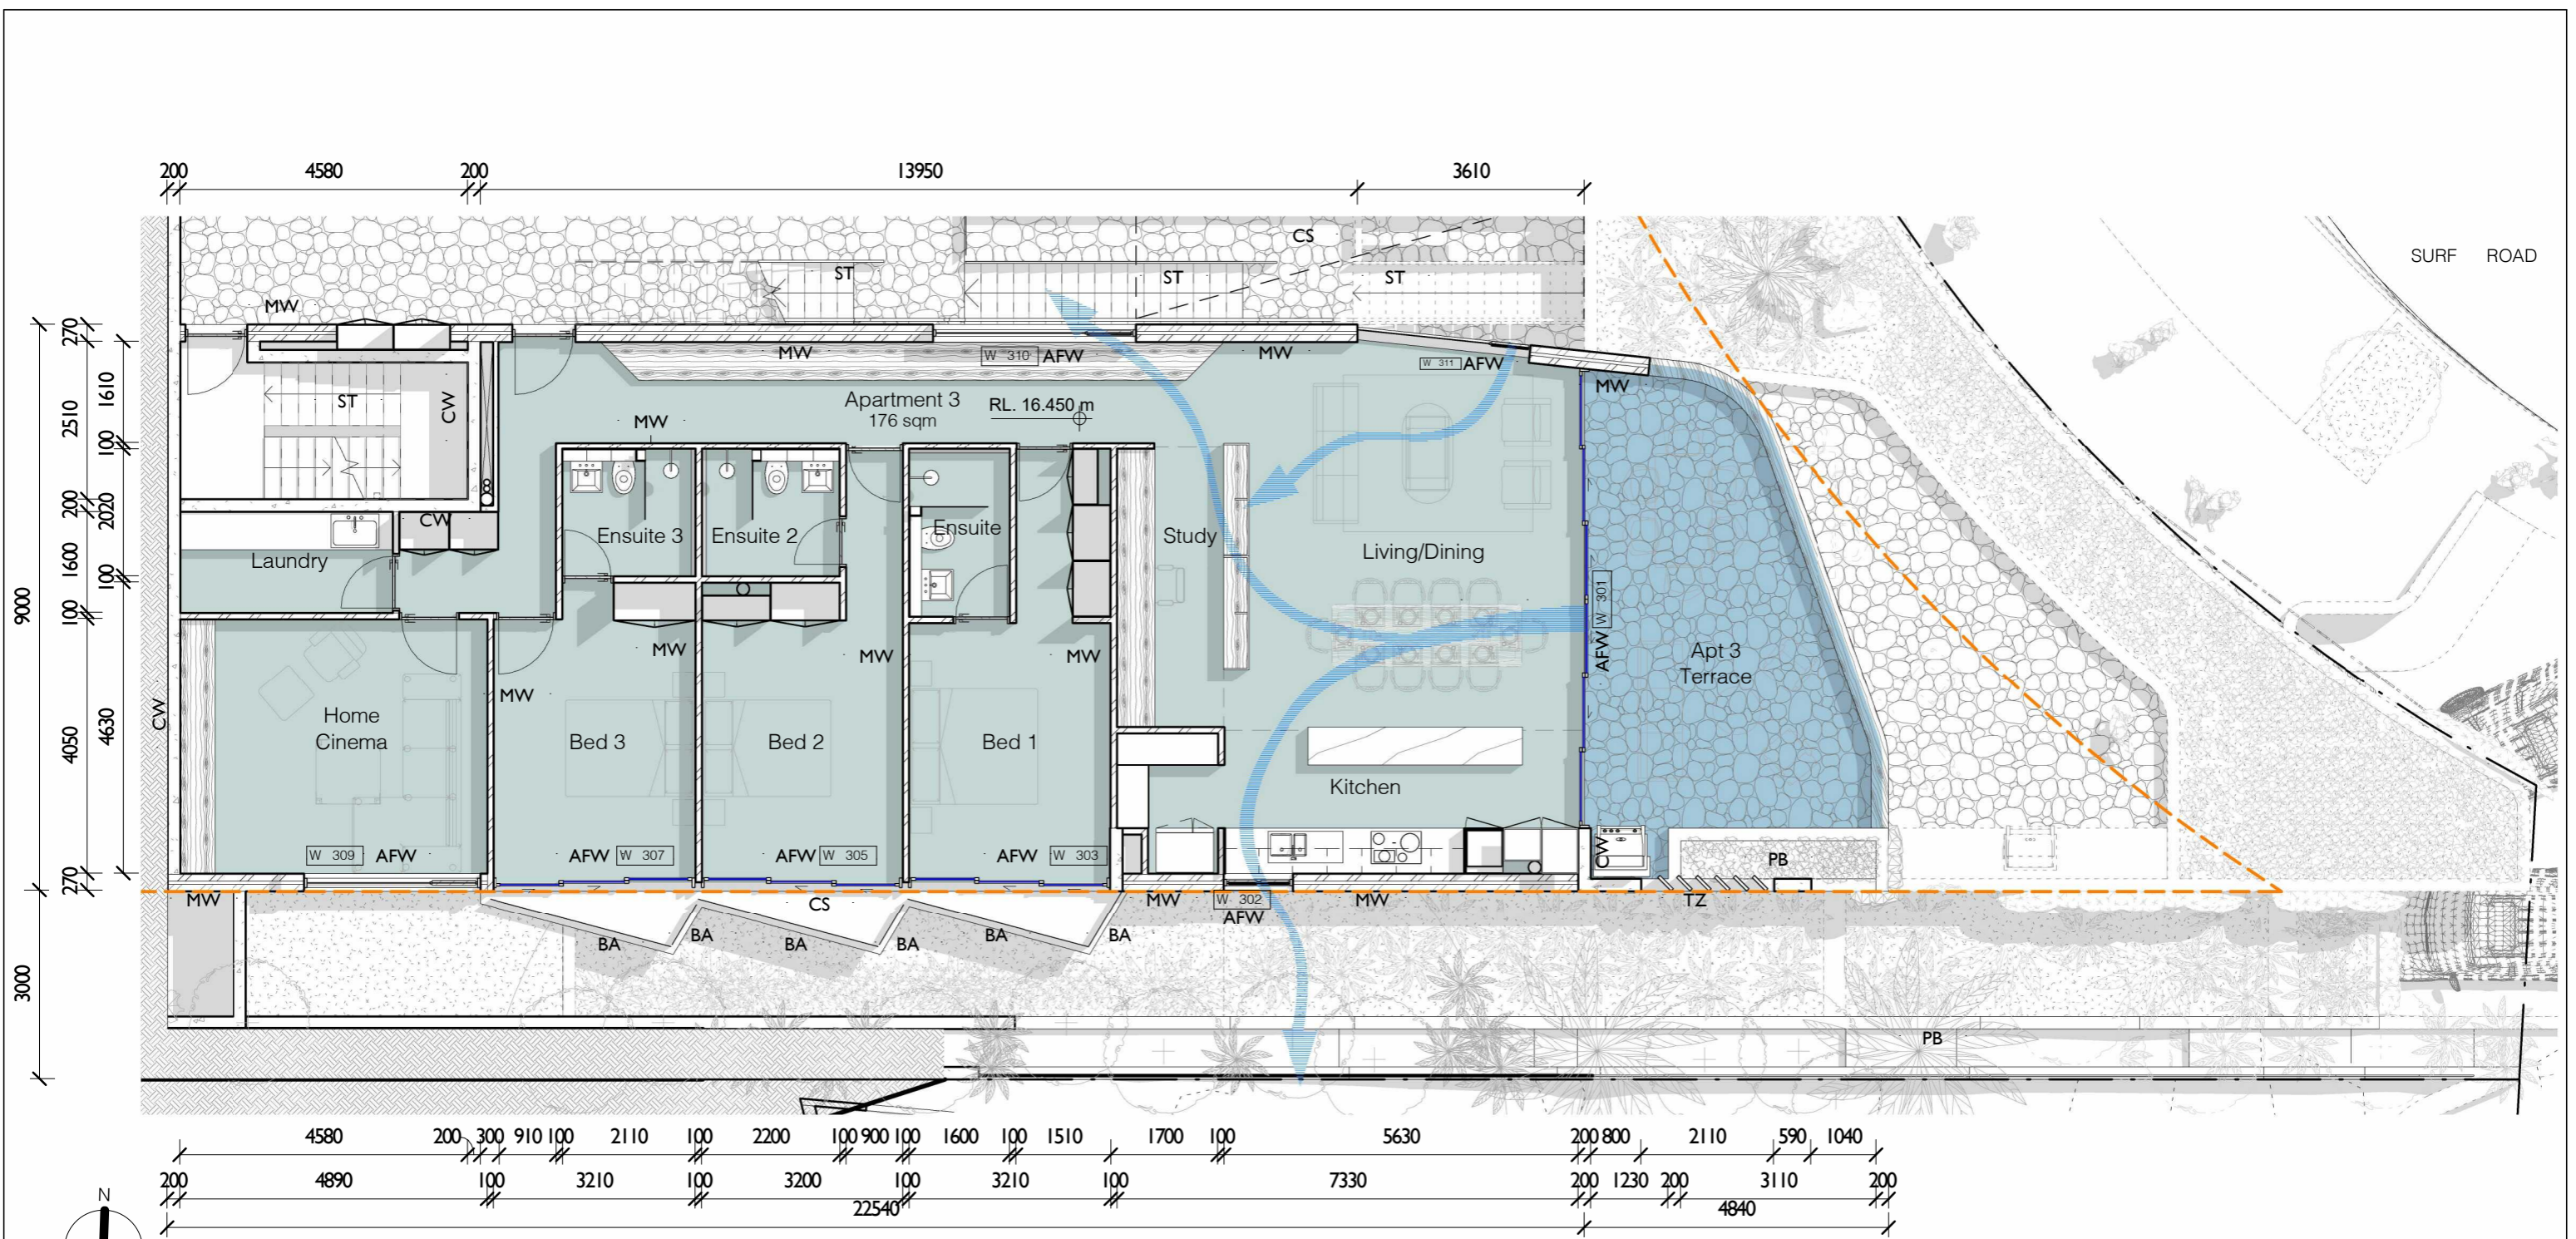 200 4580 200 13950 3610
SURF ROAD
CS
ST ST ST
MW
MW W 310 AFW MW
W 311 AFW
MW
ST CW
Apartment 3
176 sqm
RL. 16.450 m
MW
CW
Laundry
Ensuite 3
Ensuite 2
Ensuite
Study
Living/Dining
AFW W 301
Apt 3
Terrace
MW MW MW
MW
CW
Home
Cinema
Bed 3
Bed 2
Bed 1
Kitchen
W 309 AFW
AFW W 307
AFW W 305
AFW W 303
CW
PB
MW
CS
MW
W 302
AFW
MW
TZ
BA BA BA BA BA BA
PB
270
1610
2510
100
200
2020
1600
100
100
9000
4050
4630
270
3000
4580 200 300 910 100 2110 100 2200 100 900 100 1600 100 1510 1700 100 5630 200 800 2110 590 1040
200 4890 100 3210 100 3200 100 3210 100 7330 200 1230 200 3110 200
22540 4840
N